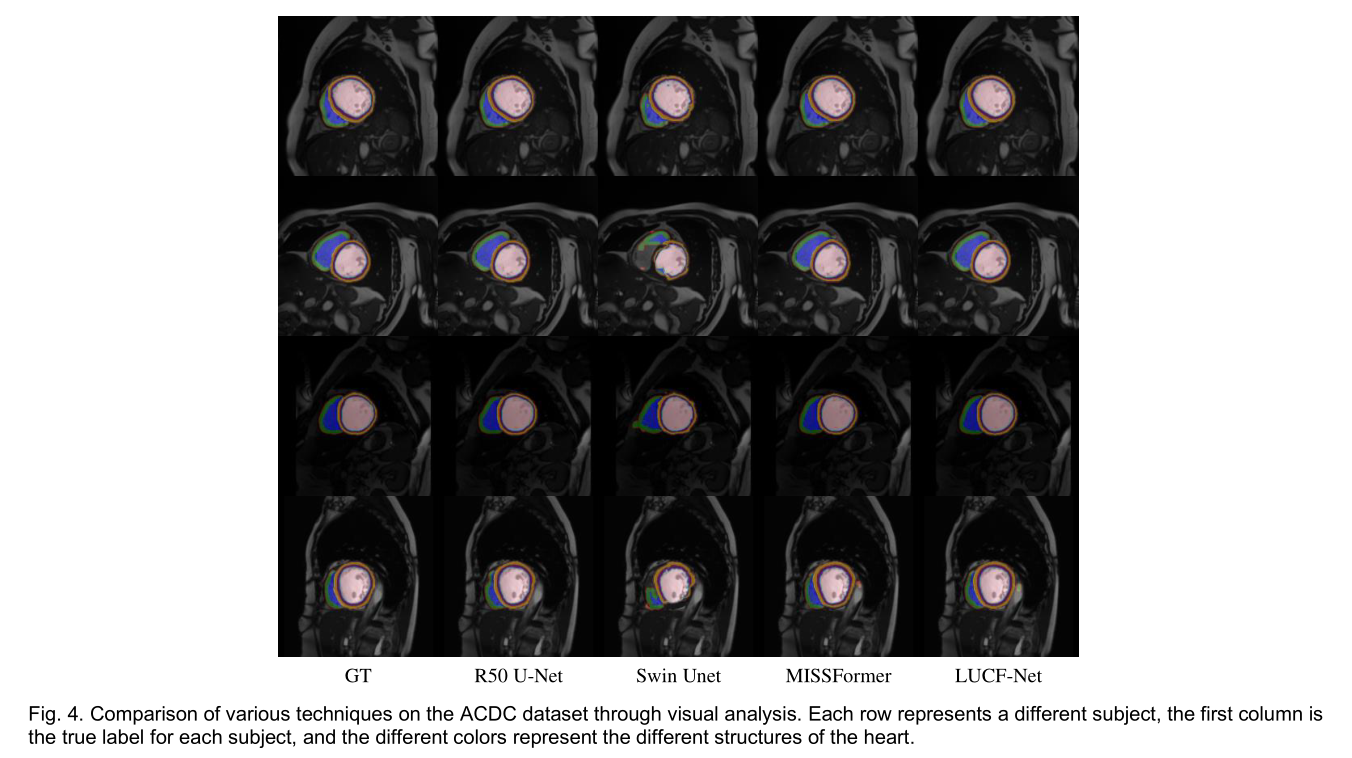 GT R50 U-Net Swin Unet MISSFormer LUCF-Net
Fig. 4. Comparison of various techniques on the ACDC dataset through visual analysis. Each row represents a different subject, the first column is
the true label for each subject, and the different colors represent the different structures of the heart.